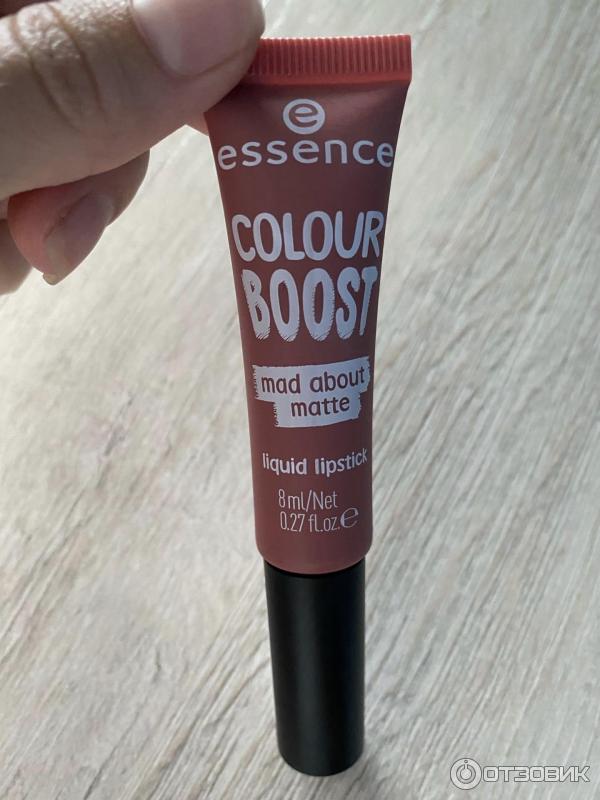 e
essence
COLOUR
BOOST
mad about
matte
liquid lipstick
8 ml/Net
0.27 fl.oz.℮
ОТЗОВИК